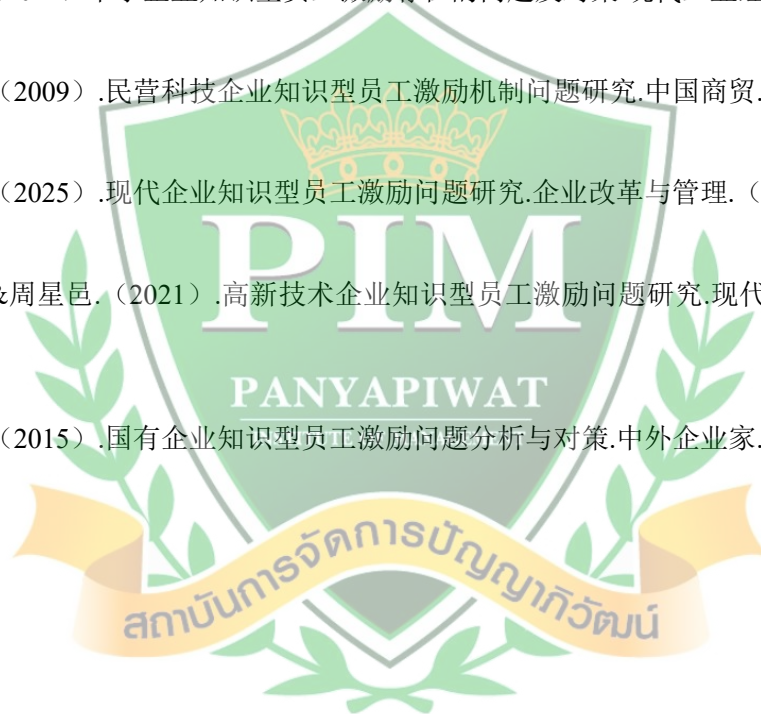 （2009）.民营科技企业知识型员工激励机制问题研究.中国商贸.
（2025）.现代企业知识型员工激励问题研究.企业改革与管理.（
&周星邑.（2021）.高新技术企业知识型员工激励问题研究.现代
PIM
PANYAPIWAT
（2015）.国有企业知识型员工激励问题分析与对策.中外企业家.
สถาบันการจัดการปัญญาภิวัฒน์